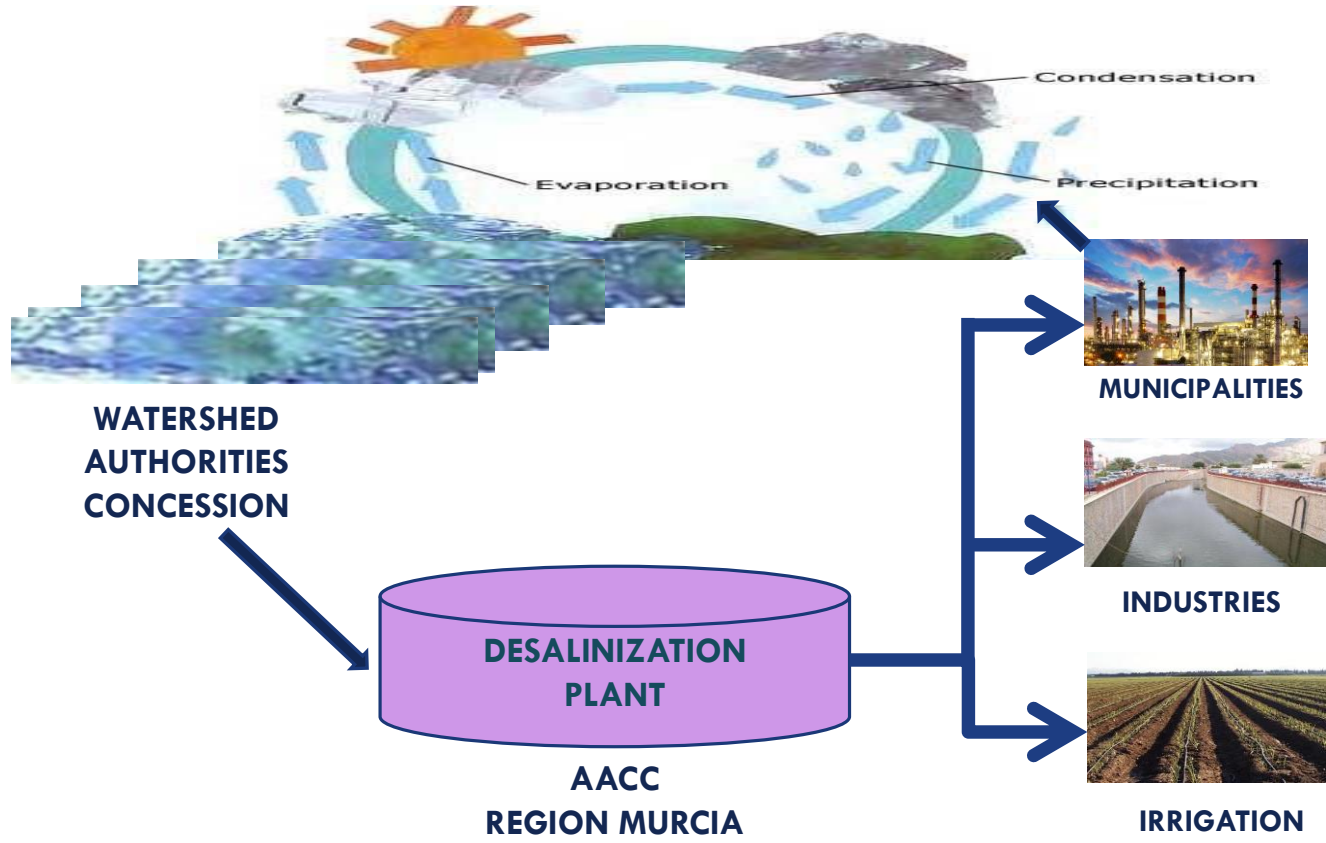 Condensation
Evaporation
Precipitation
MUNICIPALITIES
WATERSHED
AUTHORITIES
CONCESSION
INDUSTRIES
DESALINIZATION
PLANT
AACC
REGION MURCIA
IRRIGATION